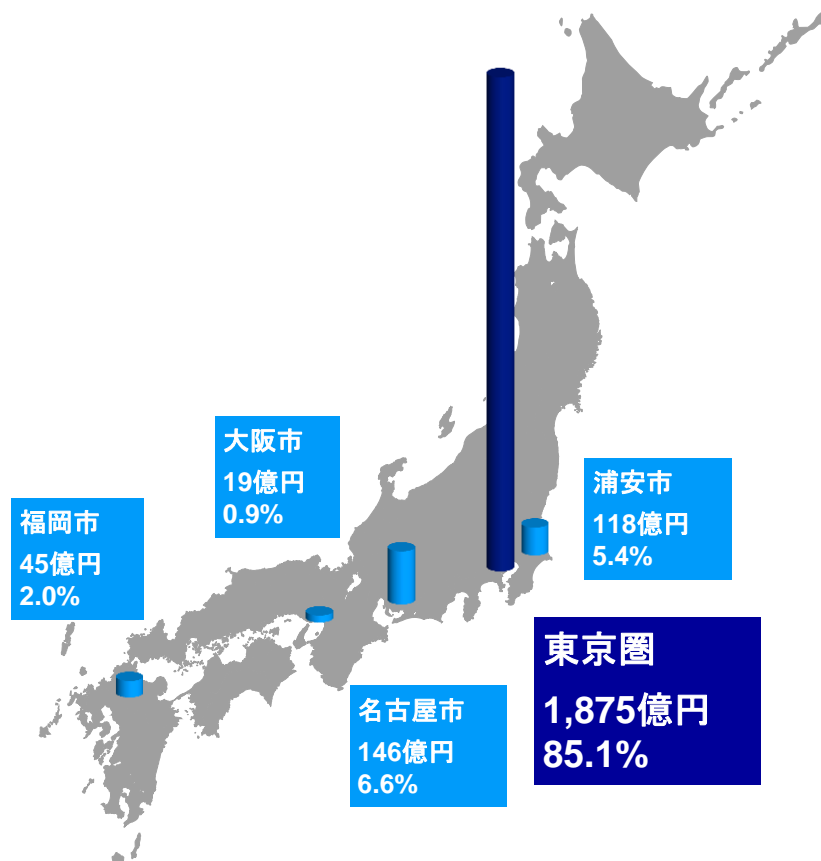 大阪市
19億円
0.9%
浦安市
118億円
5.4%
福岡市
45億円
2.0%
東京圏
1,875億円
85.1%
名古屋市
146億円
6.6%